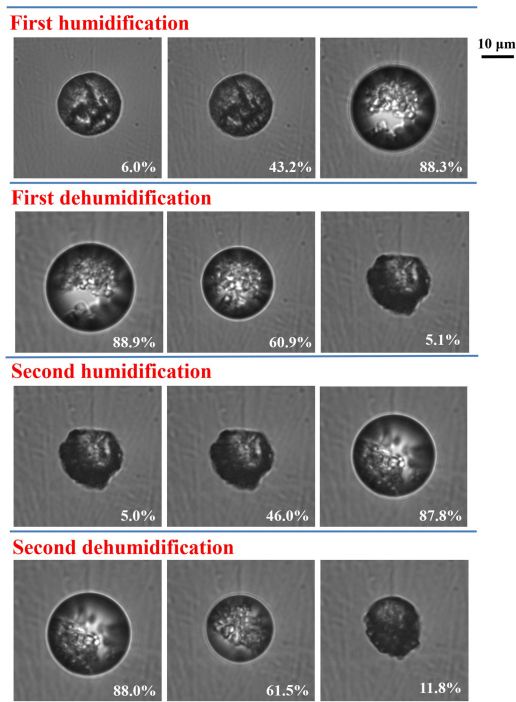 First humidification
10 µm
6.0%
43.2%
88.3%
First dehumidification
88.9%
60.9%
5.1%
Second humidification
5.0%
46.0%
87.8%
Second dehumidification
88.0%
61.5%
11.8%